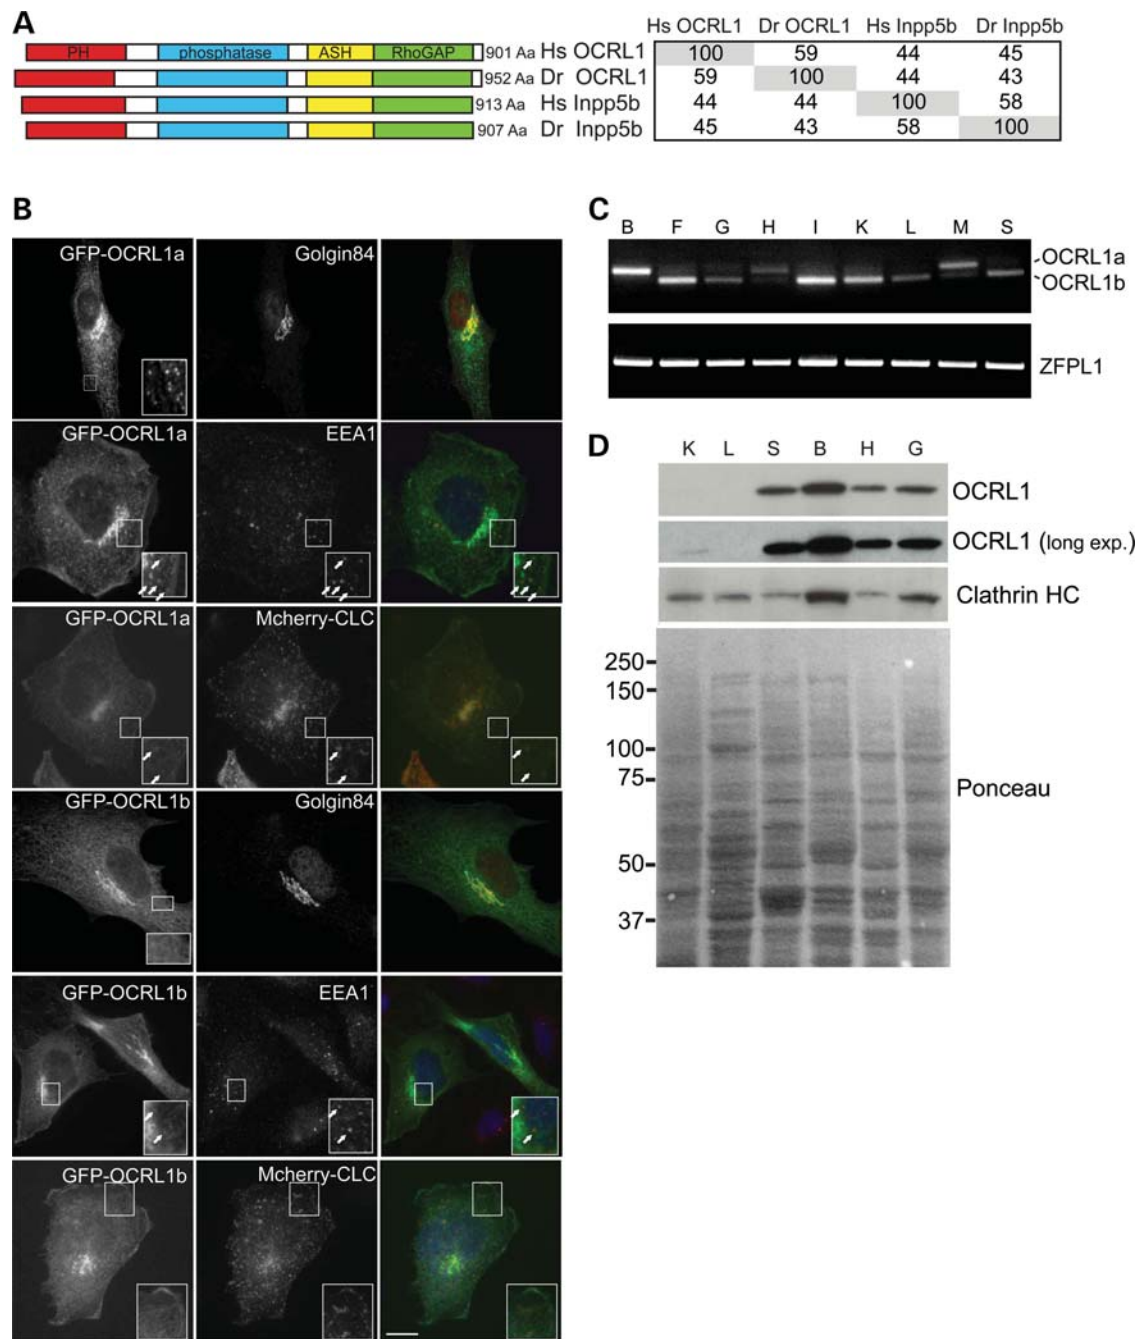 A
Hs OCRL1 Dr OCRL1 Hs Inpp5b Dr Inpp5b
PH phosphatase ASH RhoGAP 901 Aa Hs OCRL1 100 59 44 45
952 Aa Dr OCRL1 59 100 44 43
913 Aa Hs Inpp5b 44 44 100 58
907 Aa Dr Inpp5b 45 43 58 100
B
GFP-OCRL1a Golgin84
GFP-OCRL1a EEA1
GFP-OCRL1a Mcherry-CLC
GFP-OCRL1b Golgin84
GFP-OCRL1b EEA1
GFP-OCRL1b Mcherry-CLC
C
B F G H I K L M S
OCRL1a
OCRL1b
ZFPL1
D
K L S B H G
OCRL1
OCRL1 (long exp.)
Clathrin HC
250
150
100
75
50
37
Ponceau